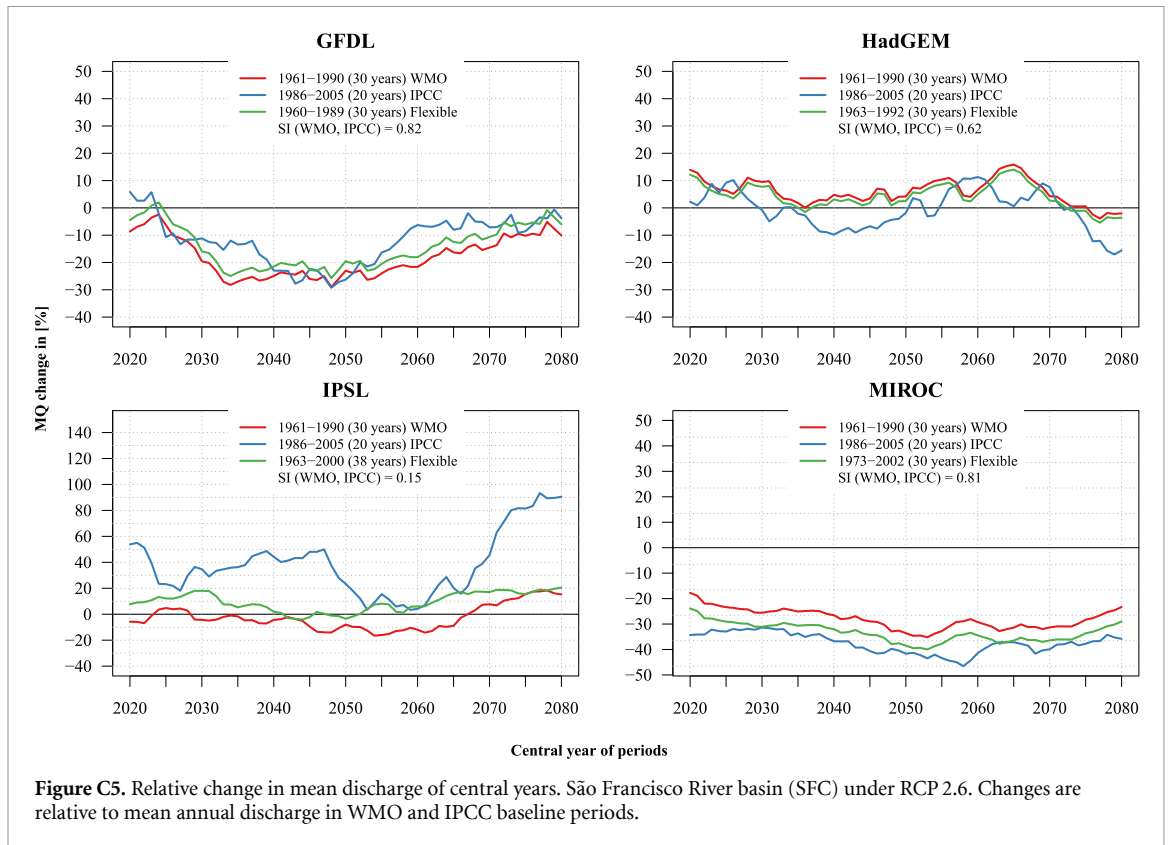 GFDL
50
40
30
20
10
0
−10
−20
−30
−40
1961−1990 (30 years) WMO
1986−2005 (20 years) IPCC
1960−1989 (30 years) Flexible
SI (WMO, IPCC) = 0.82
2020 2030 2040 2050 2060 2070 2080
HadGEM
50
40
30
20
10
0
−10
−20
−30
−40
1961−1990 (30 years) WMO
1986−2005 (20 years) IPCC
1963−1992 (30 years) Flexible
SI (WMO, IPCC) = 0.62
2020 2030 2040 2050 2060 2070 2080
MQ change in [%]
IPSL
140
120
100
80
60
40
20
0
−20
−40
1961−1990 (30 years) WMO
1986−2005 (20 years) IPCC
1963−2000 (38 years) Flexible
SI (WMO, IPCC) = 0.15
2020 2030 2040 2050 2060 2070 2080
MIROC
50
40
30
20
10
0
−10
−20
−30
−40
−50
1961−1990 (30 years) WMO
1986−2005 (20 years) IPCC
1973−2002 (30 years) Flexible
SI (WMO, IPCC) = 0.81
2020 2030 2040 2050 2060 2070 2080
Central year of periods
Figure C5. Relative change in mean discharge of central years. São Francisco River basin (SFC) under RCP 2.6. Changes are
relative to mean annual discharge in WMO and IPCC baseline periods.